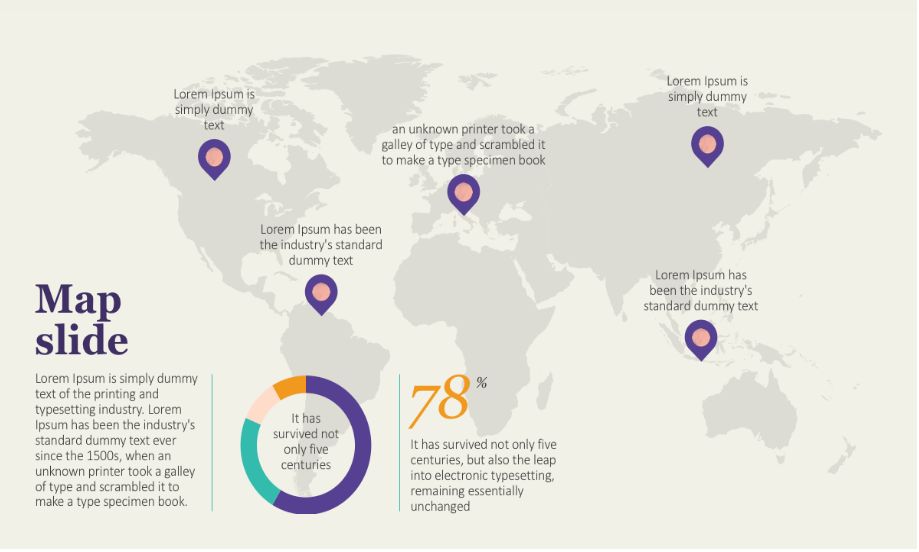 Lorem Ipsum is
simply dummy
text
Lorem Ipsum is
simply dummy
text
an unknown printer took a
galley of type and scrambled it
to make a type specimen book
Lorem Ipsum has been
the industry's standard
dummy text
Lorem Ipsum has
been the industry's
standard dummy text
Map
slide
Lorem Ipsum is simply dummy
text of the printing and
typesetting industry. Lorem
Ipsum has been the industry's
standard dummy text ever
since the 1500s, when an
unknown printer took a galley
of type and scrambled it to
make a type specimen book.
It has
survived not
only five
centuries
78 %
It has survived not only five
centuries, but also the leap
into electronic typesetting,
remaining essentially
unchanged